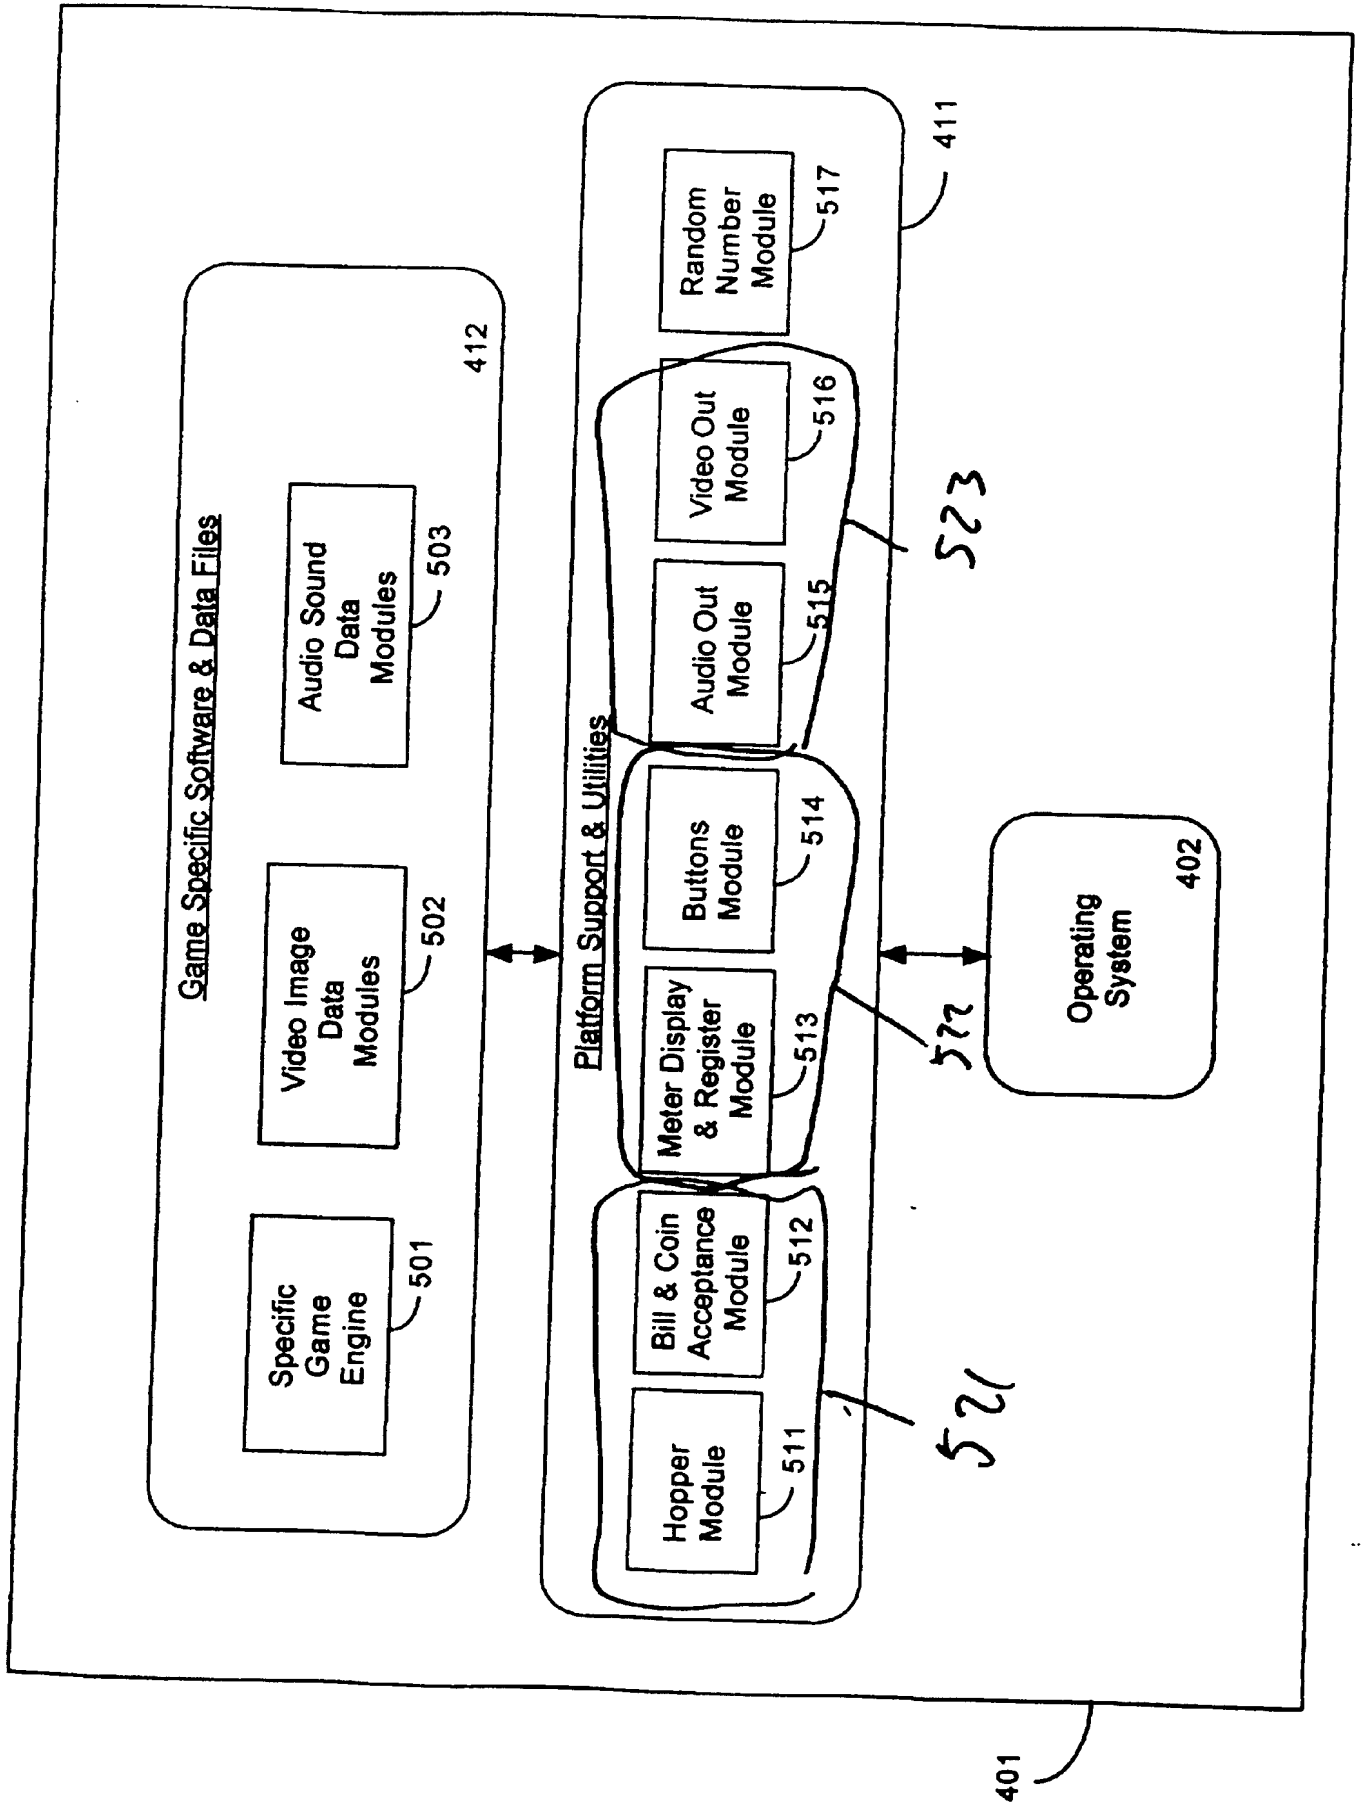 Game Specific Software & Data Files
Specific
Game
Engine
501
Video Image
Data
Modules
502
Audio Sound
Data
Modules
503
412
Platform Support & Utilities
Hopper
Module
511
Bill & Coin
Acceptance
Module
512
Meter Display
& Register
Module
513
Buttons
Module
514
Audio Out
Module
515
Video Out
Module
516
Random
Number
Module
517
411
521
522
523
Operating
System
402
401